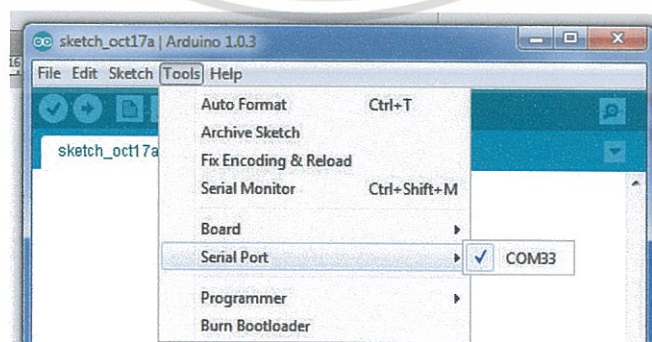 sketch_oct17a | Arduino 1.0.3
File Edit Sketch Tools Help
sketch_oct17a
Auto Format Ctrl+T
Archive Sketch
Fix Encoding & Reload
Serial Monitor Ctrl+Shift+M
Board
Serial Port
COM33
Programmer
Burn Bootloader